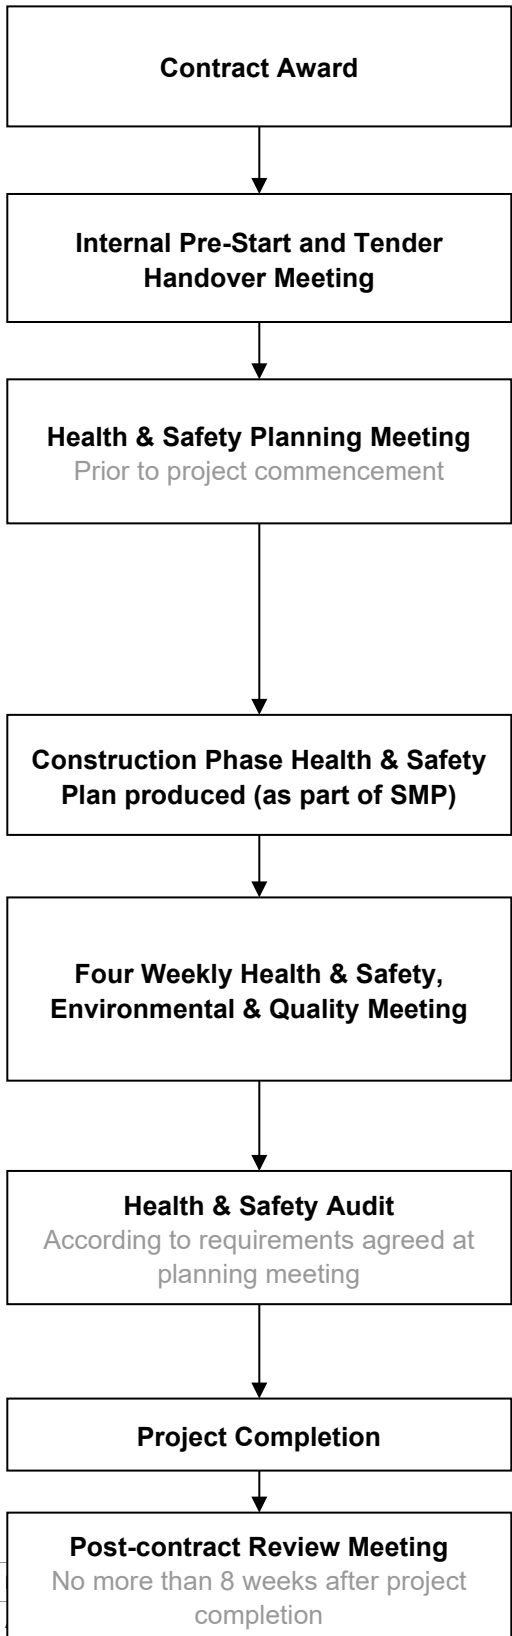 Contract Award
Internal Pre-Start and Tender
Handover Meeting
Health & Safety Planning Meeting
Prior to project commencement
Construction Phase Health & Safety
Plan produced (as part of SMP)
Four Weekly Health & Safety,
Environmental & Quality Meeting
Health & Safety Audit
According to requirements agreed at
planning meeting
Project Completion
Post-contract Review Meeting
No more than 8 weeks after project
completion